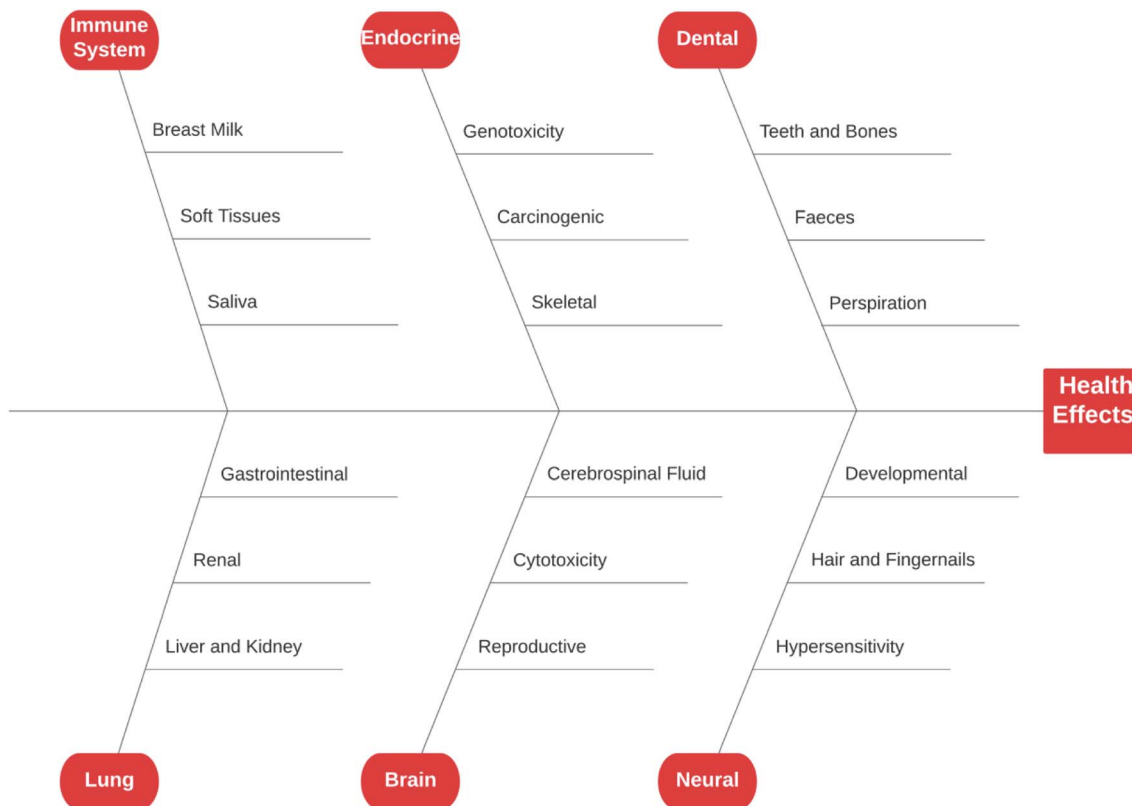 Immune
System
Endocrine
Dental
Breast Milk
Genotoxicity
Teeth and Bones
Soft Tissues
Carcinogenic
Faeces
Saliva
Skeletal
Perspiration
Health
Effects
Gastrointestinal
Cerebrospinal Fluid
Developmental
Renal
Cytotoxicity
Hair and Fingernails
Liver and Kidney
Reproductive
Hypersensitivity
Lung
Brain
Neural